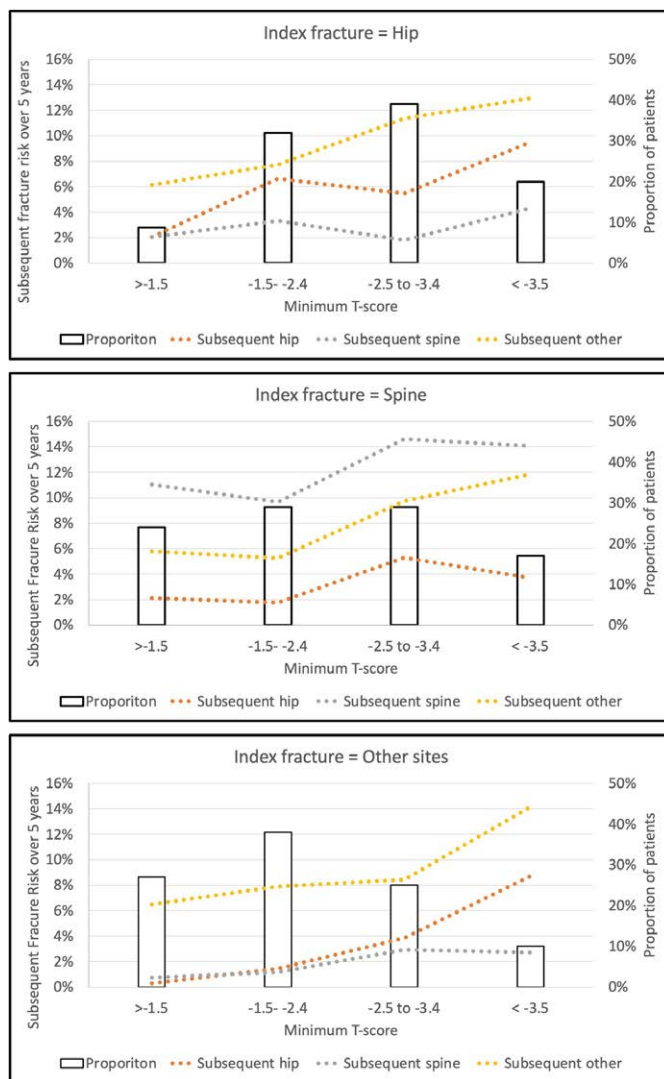 Index fracture = Hip
Subsequent fracture risk over 5 years
16%
14%
12%
10%
8%
6%
4%
2%
0%
50%
40%
30%
20%
10%
0%
Proportion of patients
>-1.5
-1.5- -2.4
-2.5 to -3.4
< -3.5
Minimum T-score
Proporiton
Subsequent hip
Subsequent spine
Subsequent other
Index fracture = Spine
Subsequent Fracure Risk over 5 years
16%
14%
12%
10%
8%
6%
4%
2%
0%
50%
40%
30%
20%
10%
0%
Proportion of patients
>-1.5
-1.5- -2.4
-2.5 to -3.4
< -3.5
Minimum T-score
Proporiton
Subsequent hip
Subsequent spine
Subsequent other
Index fracture = Other sites
Subsequent Fracure Risk over 5 years
16%
14%
12%
10%
8%
6%
4%
2%
0%
50%
40%
30%
20%
10%
0%
Proportion of patients
>-1.5
-1.5- -2.4
-2.5 to -3.4
< -3.5
Minimum T-score
Proporiton
Subsequent hip
Subsequent spine
Subsequent other